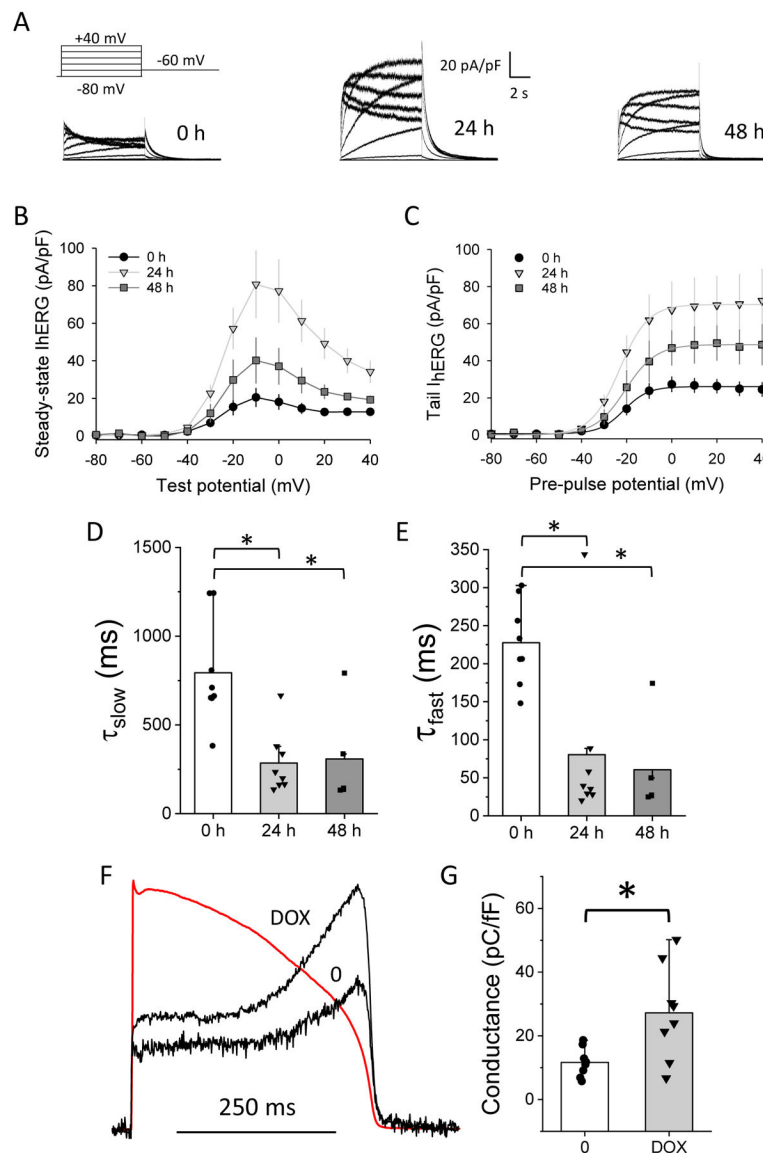 A
+40 mV
-60 mV
-80 mV
0 h
24 h
20 pA/pF
2 s
48 h
B
Steady-state IhERG (pA/pF)
100
80
60
40
20
0
0 h
24 h
48 h
-80 -60 -40 -20 0 20 40
Test potential (mV)
C
Tail IhERG (pA/pF)
100
80
60
40
20
0
0 h
24 h
48 h
-80 -60 -40 -20 0 20 40
Pre-pulse potential (mV)
D
τslow (ms)
1500
1250
1000
750
500
250
0
*
*
0 h 24 h 48 h
E
τfast (ms)
350
300
250
200
150
100
50
0
*
*
0 h 24 h 48 h
F
DOX
0
250 ms
G
Conductance (pC/fF)
60
40
20
0
*
0 DOX